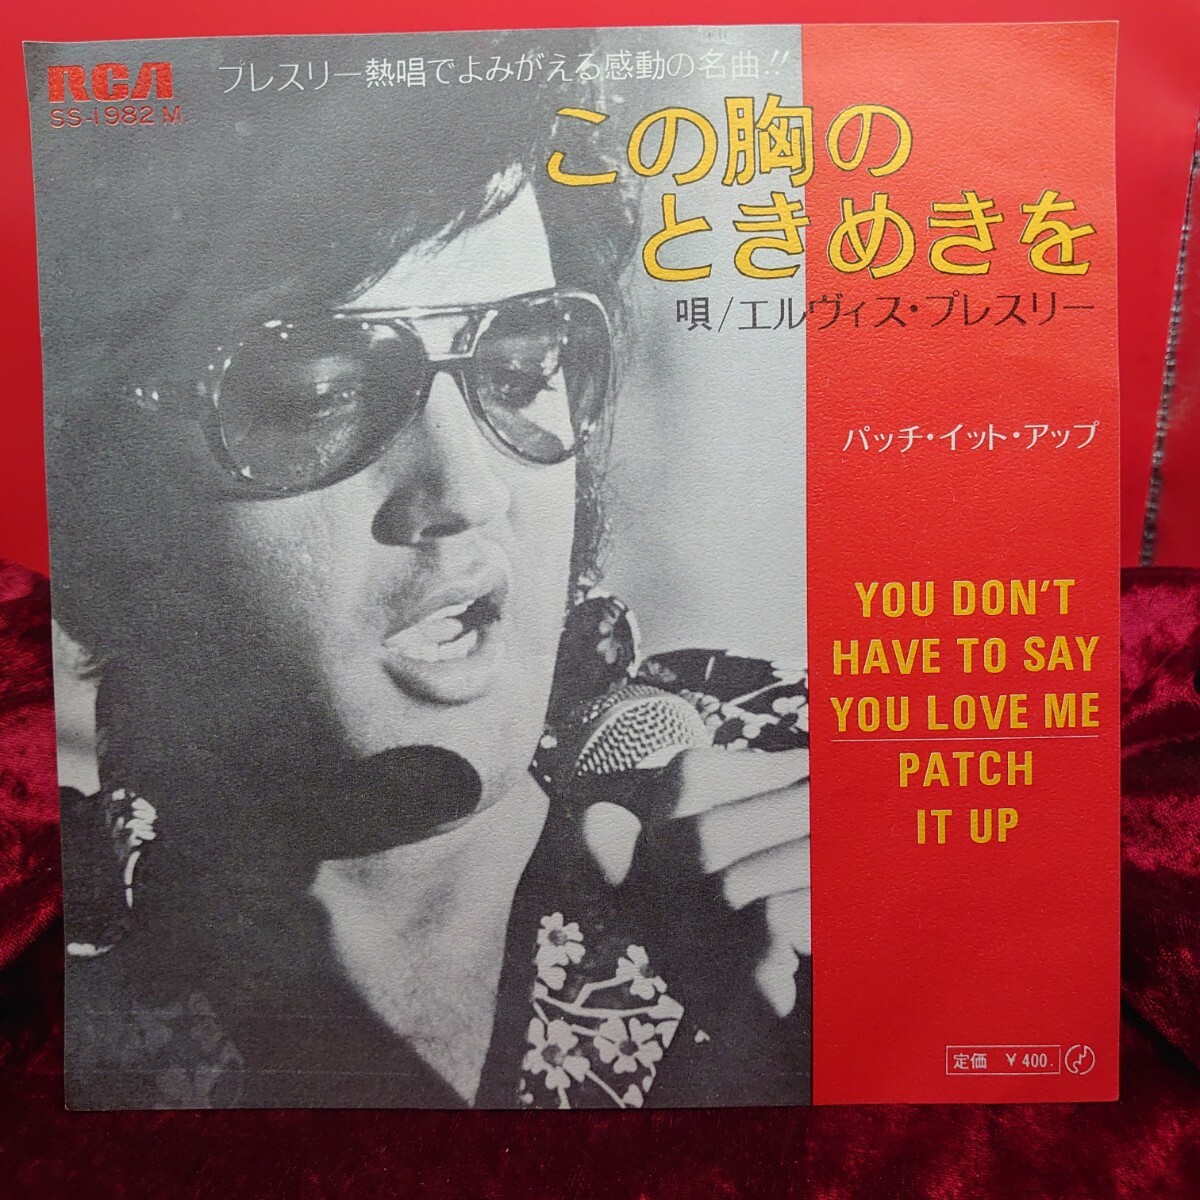 RCA
SS-1982 M
プレスリー熱唱でよみがえる感動の名曲!!
この胸の
ときめきを
唄/エルヴィス・プレスリー
パッチ・イット・アップ
YOU DON'T
HAVE TO SAY
YOU LOVE ME
PATCH
IT UP
定価 ¥400.